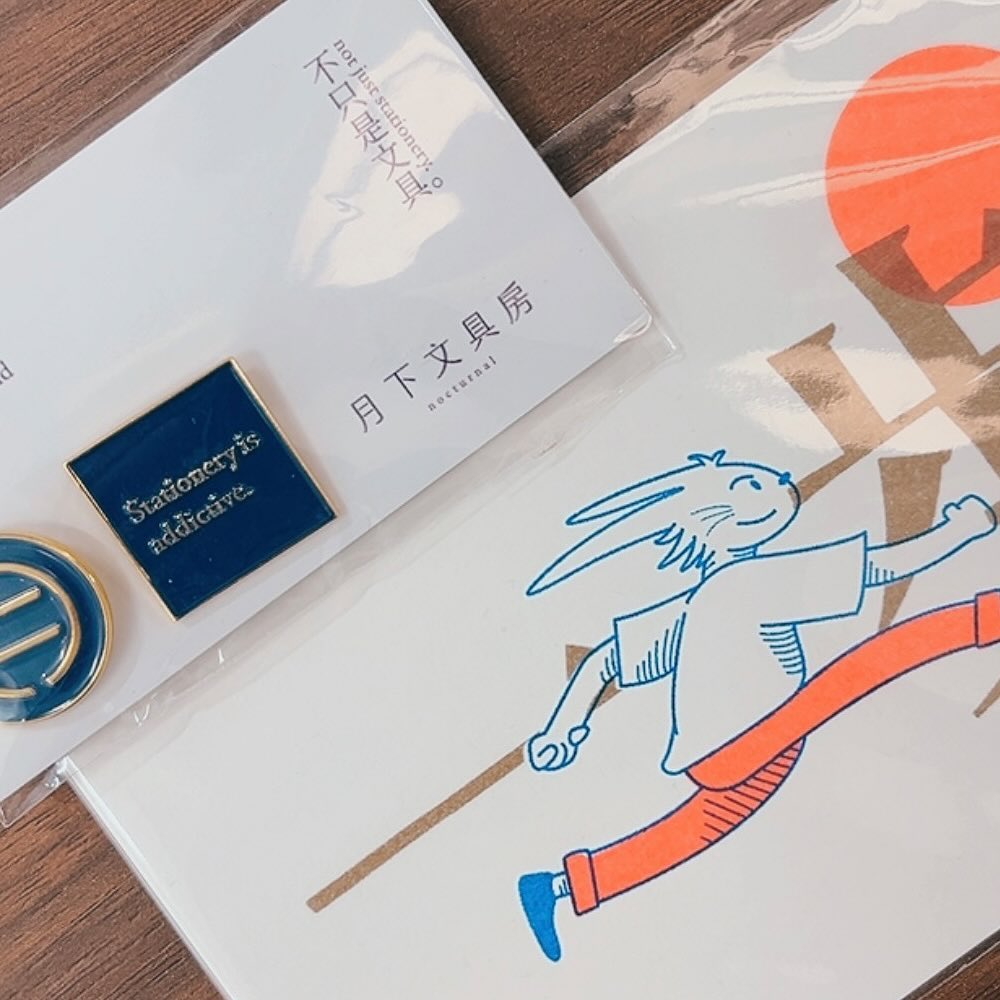 不只是文具。
not just stationery.
月下文具房
nocturnal
Stationery is
addictive.